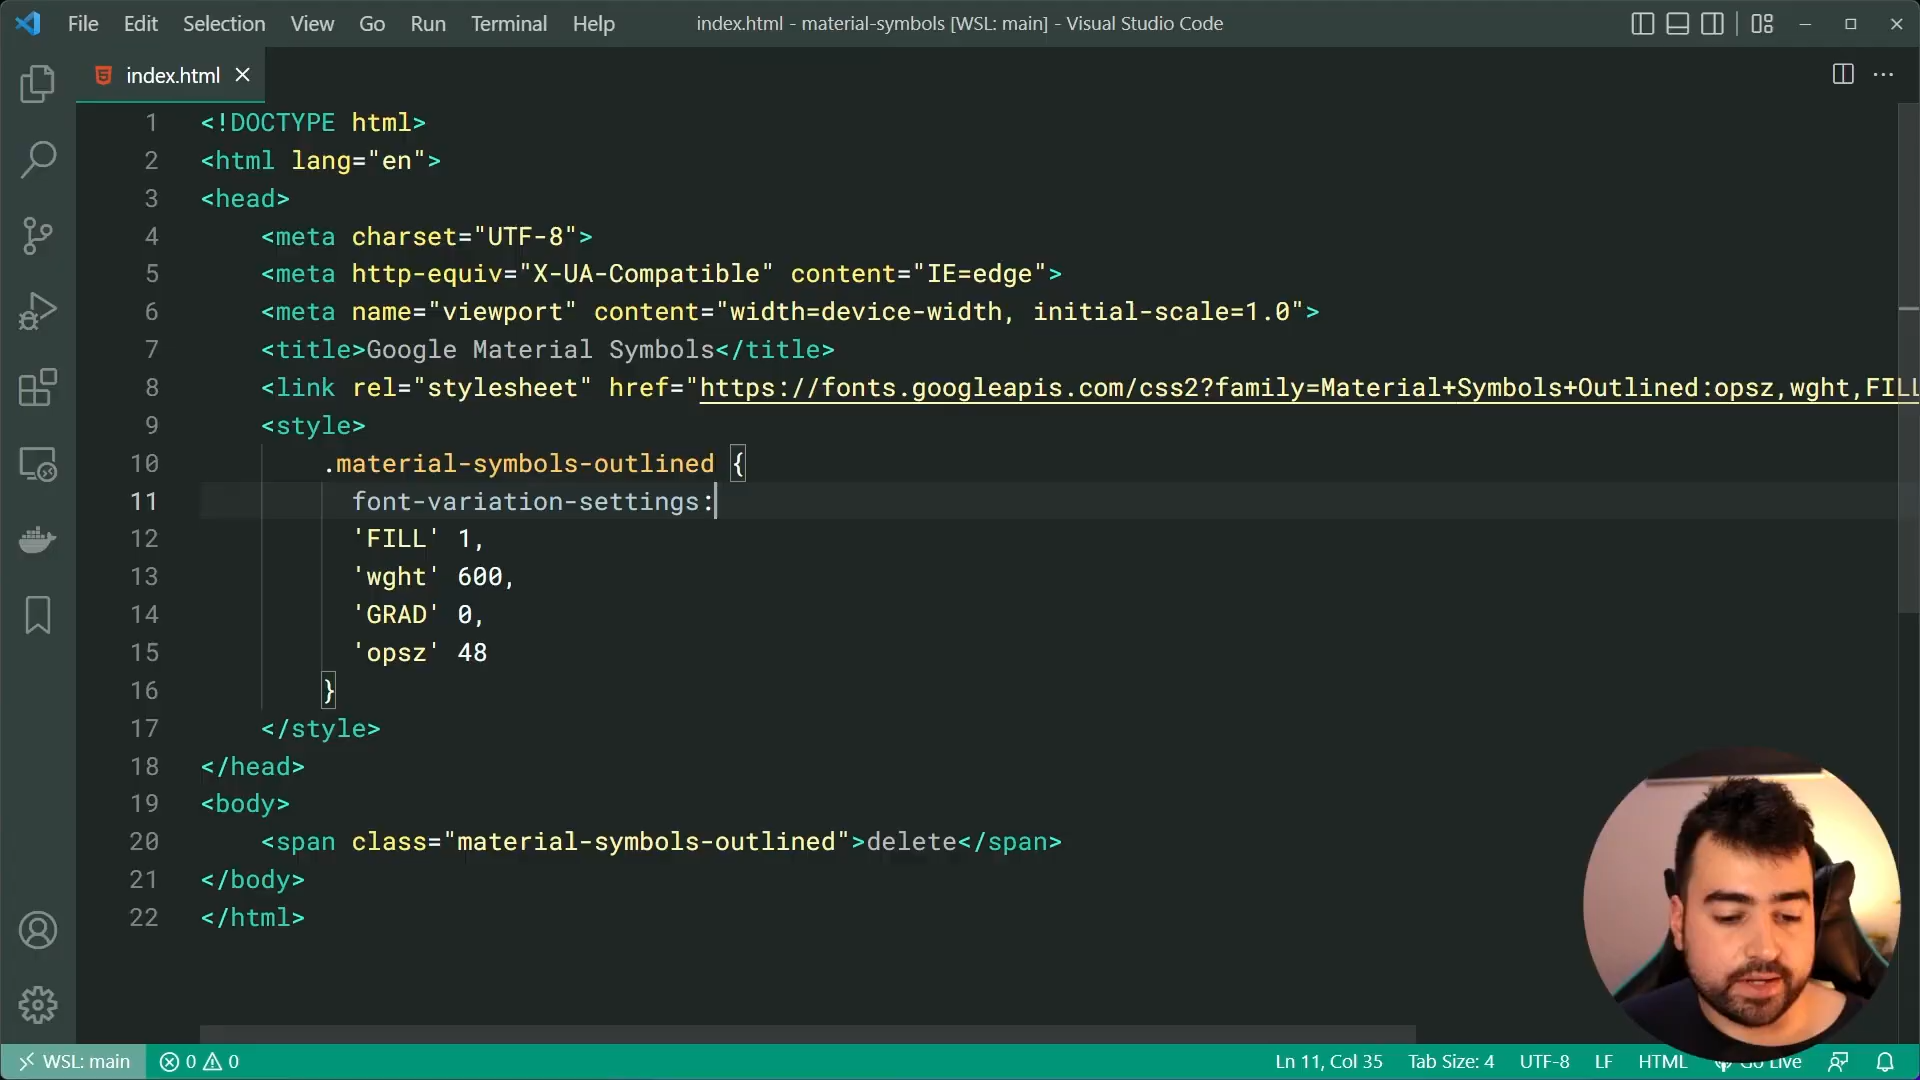 File Edit Selection View Go Run Terminal Help
index.html - material-symbols [WSL: main] - Visual Studio Code
index.html
1 <!DOCTYPE html>
2 <html lang="en">
3 <head>
4 <meta charset="UTF-8">
5 <meta http-equiv="X-UA-Compatible" content="IE=edge">
6 <meta name="viewport" content="width=device-width, initial-scale=1.0">
7 <title>Google Material Symbols</title>
8 <link rel="stylesheet" href="https://fonts.googleapis.com/css2?family=Material+Symbols+Outlined:opsz,wght,FILL
9 <style>
10 .material-symbols-outlined {
11 font-variation-settings:
12 'FILL' 1,
13 'wght' 600,
14 'GRAD' 0,
15 'opsz' 48
16 }
17 </style>
18 </head>
19 <body>
20 <span class="material-symbols-outlined">delete</span>
21 </body>
22 </html>
WSL: main 0 0 Ln 11, Col 35 Tab Size: 4 UTF-8 LF HTML Go Live